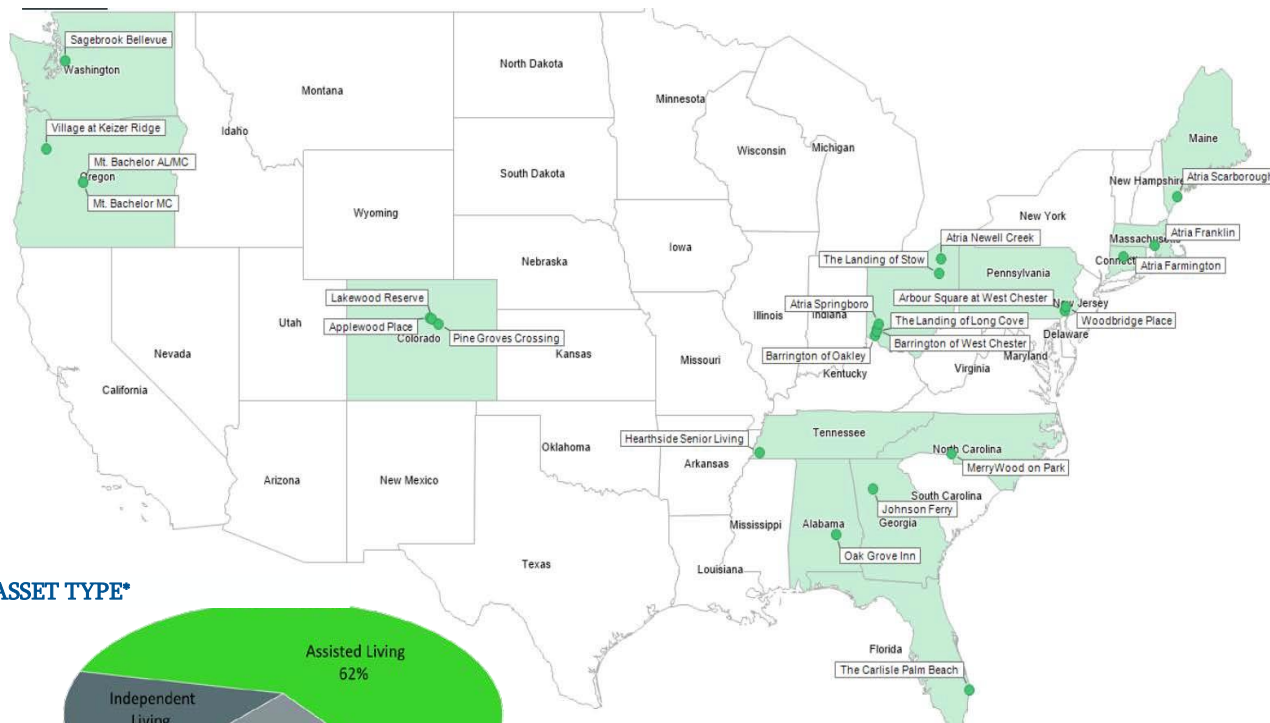 Sagebrook Bellevue
Washington
Village at Keizer Ridge
Mt. Bachelor AL/MC
Oregon
Mt. Bachelor MC
Montana
Idaho
Wyoming
North Dakota
South Dakota
Nebraska
Minnesota
Wisconsin
Michigan
Iowa
Maine
New Hampshire
Atria Scarborough
New York
Massachus
Atria Franklin
Connecti
Atria Farmington
Atria Newell Creek
The Landing of Stow
Pennsylvania
Arbour Square at West Chester
New Jersey
Woodbridge Place
Delaware
Maryland
Atria Springboro
The Landing of Long Cove
Barrington of West Chester
Barrington of Oakley
Illinois
Indiana
Kentucky
Virginia
Lakewood Reserve
Applewood Place
Colorado
Pine Groves Crossing
Utah
Nevada
California
Kansas
Missouri
Arizona
New Mexico
Oklahoma
Texas
Arkansas
Louisiana
Mississippi
Hearthside Senior Living
Tennessee
North Carolina
MerryWood on Park
South Carolina
Johnson Ferry
Georgia
Alabama
Oak Grove Inn
Florida
The Carlisle Palm Beach
ASSET TYPE*
Assisted Living
62%
Independent
Living